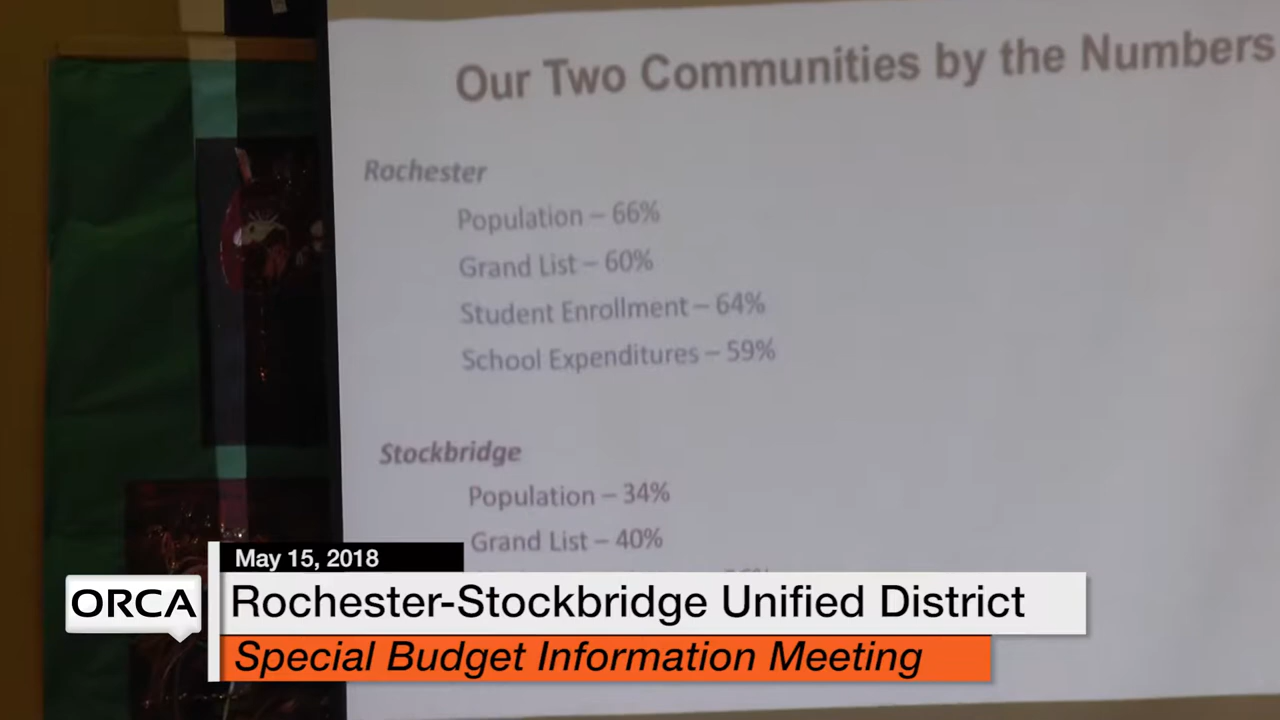 Our Two Communities by the Numbers
Rochester
Population – 66%
Grand List – 60%
Student Enrollment – 64%
School Expenditures – 59%
Stockbridge
Population – 34%
Grand List – 40%
May 15, 2018
ORCA
Rochester-Stockbridge Unified District
Special Budget Information Meeting